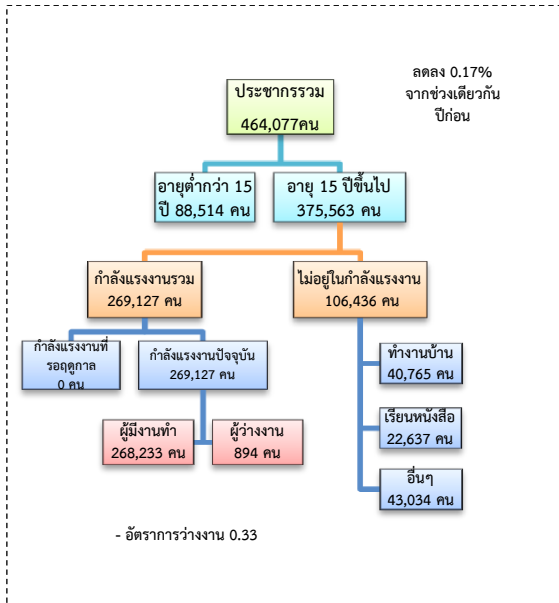 ลดลง 0.17%
จากช่วงเดียวกัน
ปีก่อน
ประชากรรวม
464,077คน
อายุต่ำกว่า 15
ปี 88,514 คน
อายุ 15 ปีขึ้นไป
375,563 คน
กำลังแรงงานรวม
269,127 คน
ไม่อยู่ในกำลังแรงงาน
106,436 คน
กำลังแรงงานที่
รอฤดูกาล
0 คน
กำลังแรงงานปัจจุบัน
269,127 คน
ทำงานบ้าน
40,765 คน
ผู้มีงานทำ
268,233 คน
ผู้ว่างงาน
894 คน
เรียนหนังสือ
22,637 คน
อื่นๆ
43,034 คน
- อัตราการว่างงาน 0.33